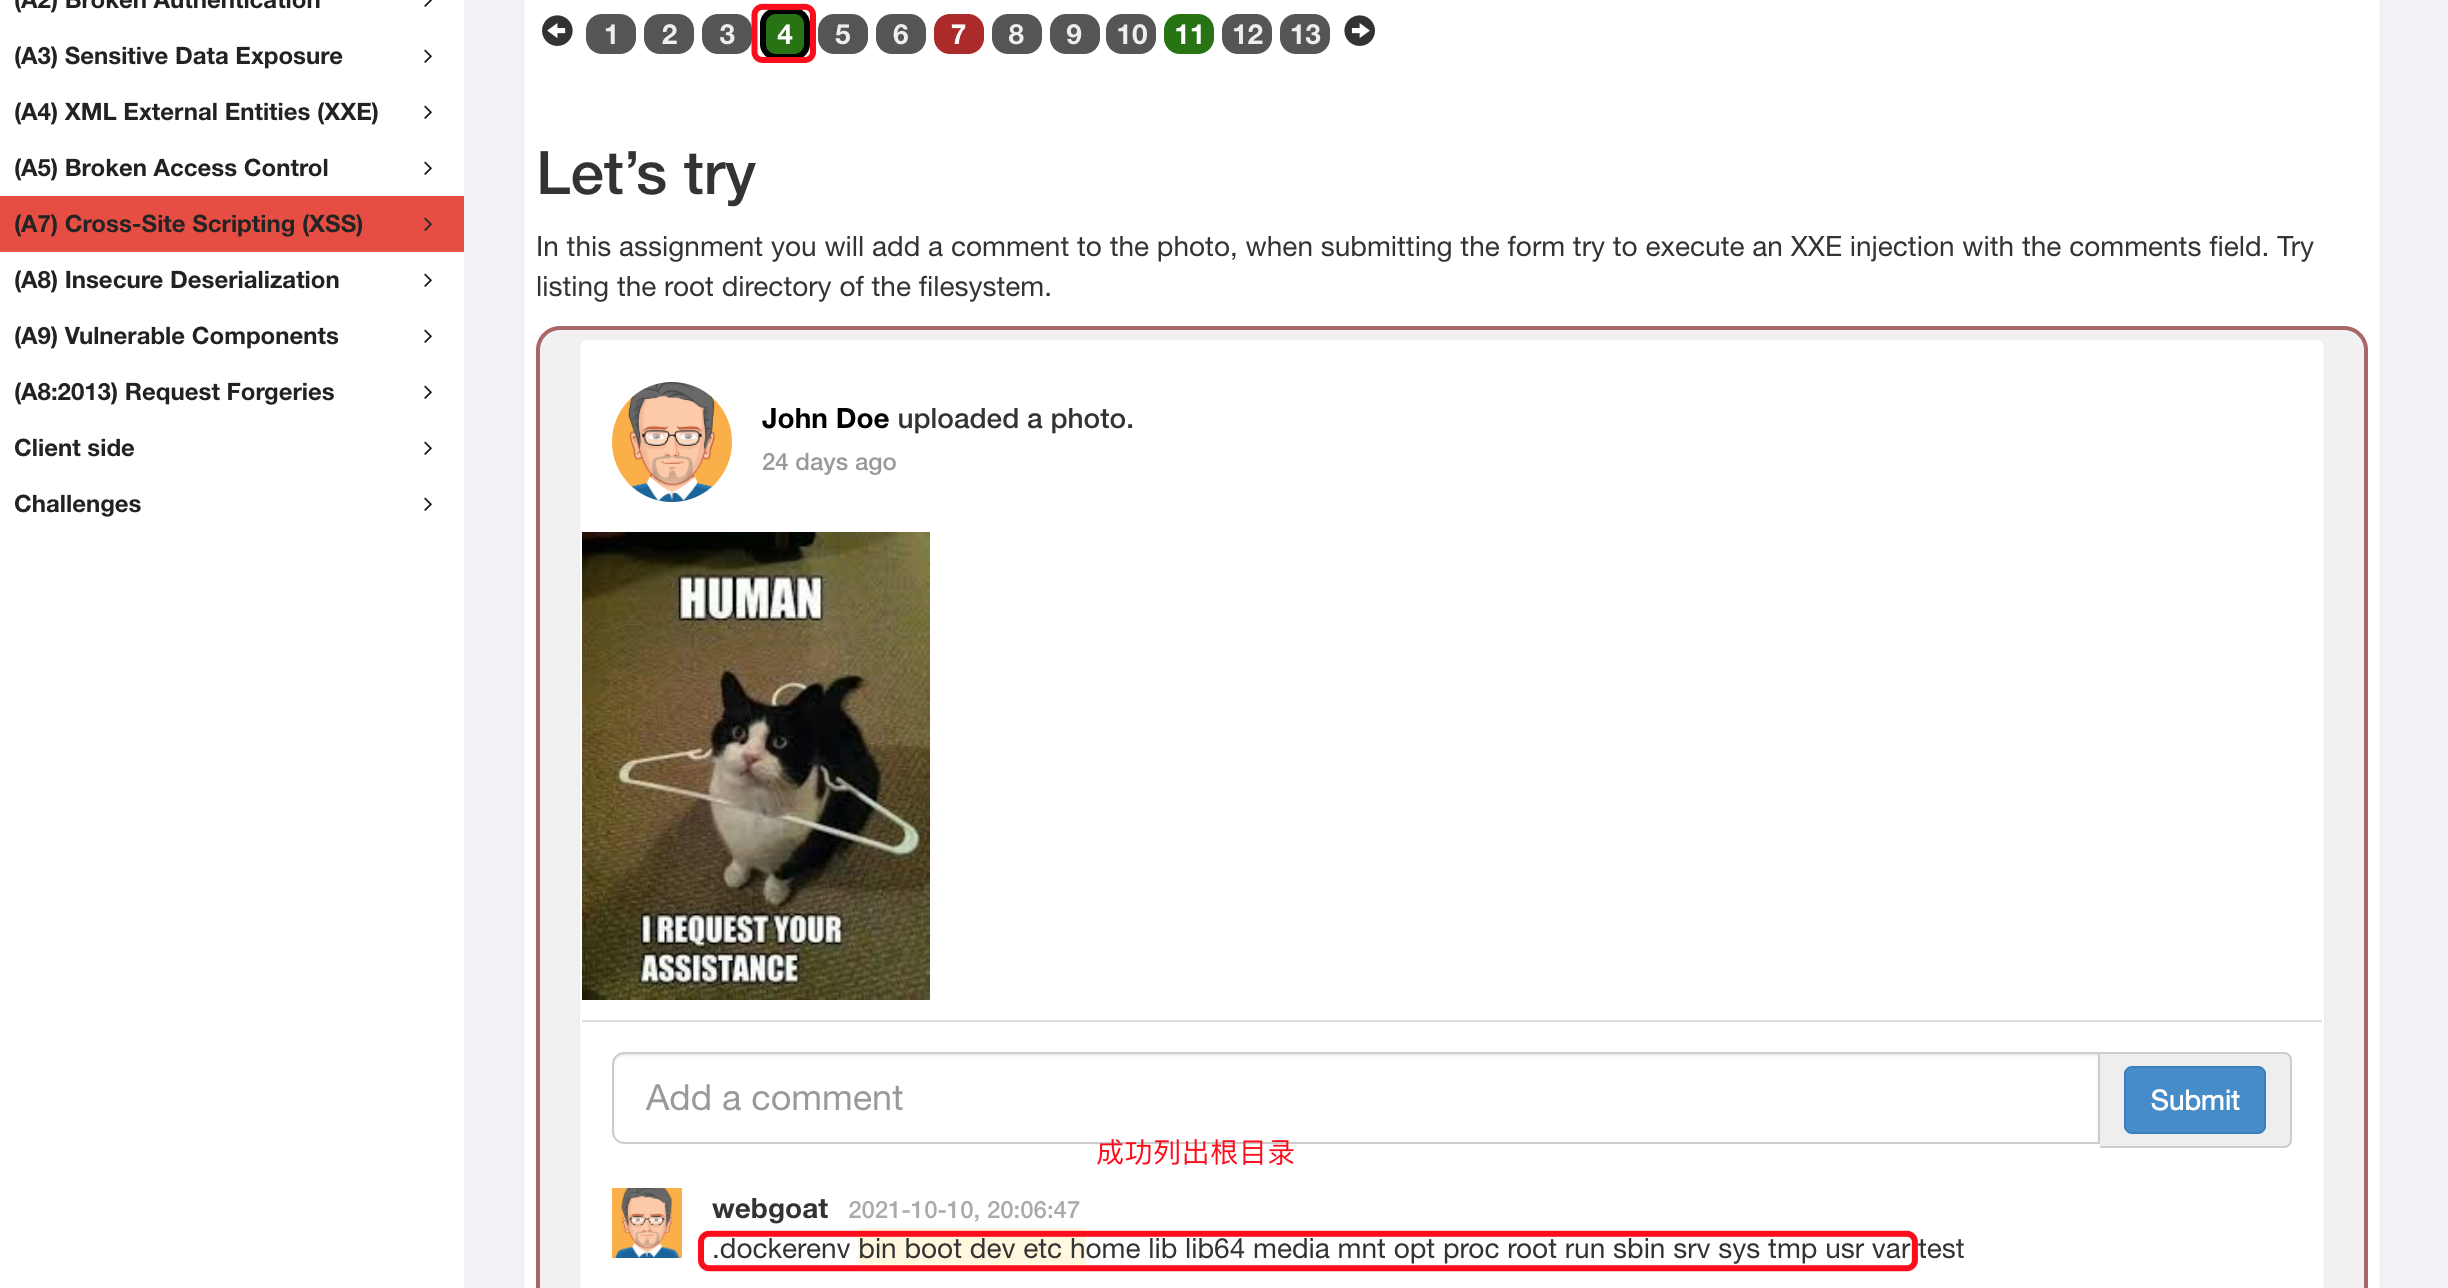 (A2) Broken Authentication
(A3) Sensitive Data Exposure
(A4) XML External Entities (XXE)
(A5) Broken Access Control
(A7) Cross-Site Scripting (XSS)
(A8) Insecure Deserialization
(A9) Vulnerable Components
(A8:2013) Request Forgeries
Client side
Challenges
1 2 3 4 5 6 7 8 9 10 11 12 13
Let’s try
In this assignment you will add a comment to the photo, when submitting the form try to execute an XXE injection with the comments field. Try
listing the root directory of the filesystem.
John Doe uploaded a photo.
24 days ago
HUMAN
I REQUEST YOUR
ASSISTANCE
Add a comment
Submit
成功列出根目录
webgoat 2021-10-10, 20:06:47
.dockerenv bin boot dev etc home lib lib64 media mnt opt proc root run sbin srv sys tmp usr var test